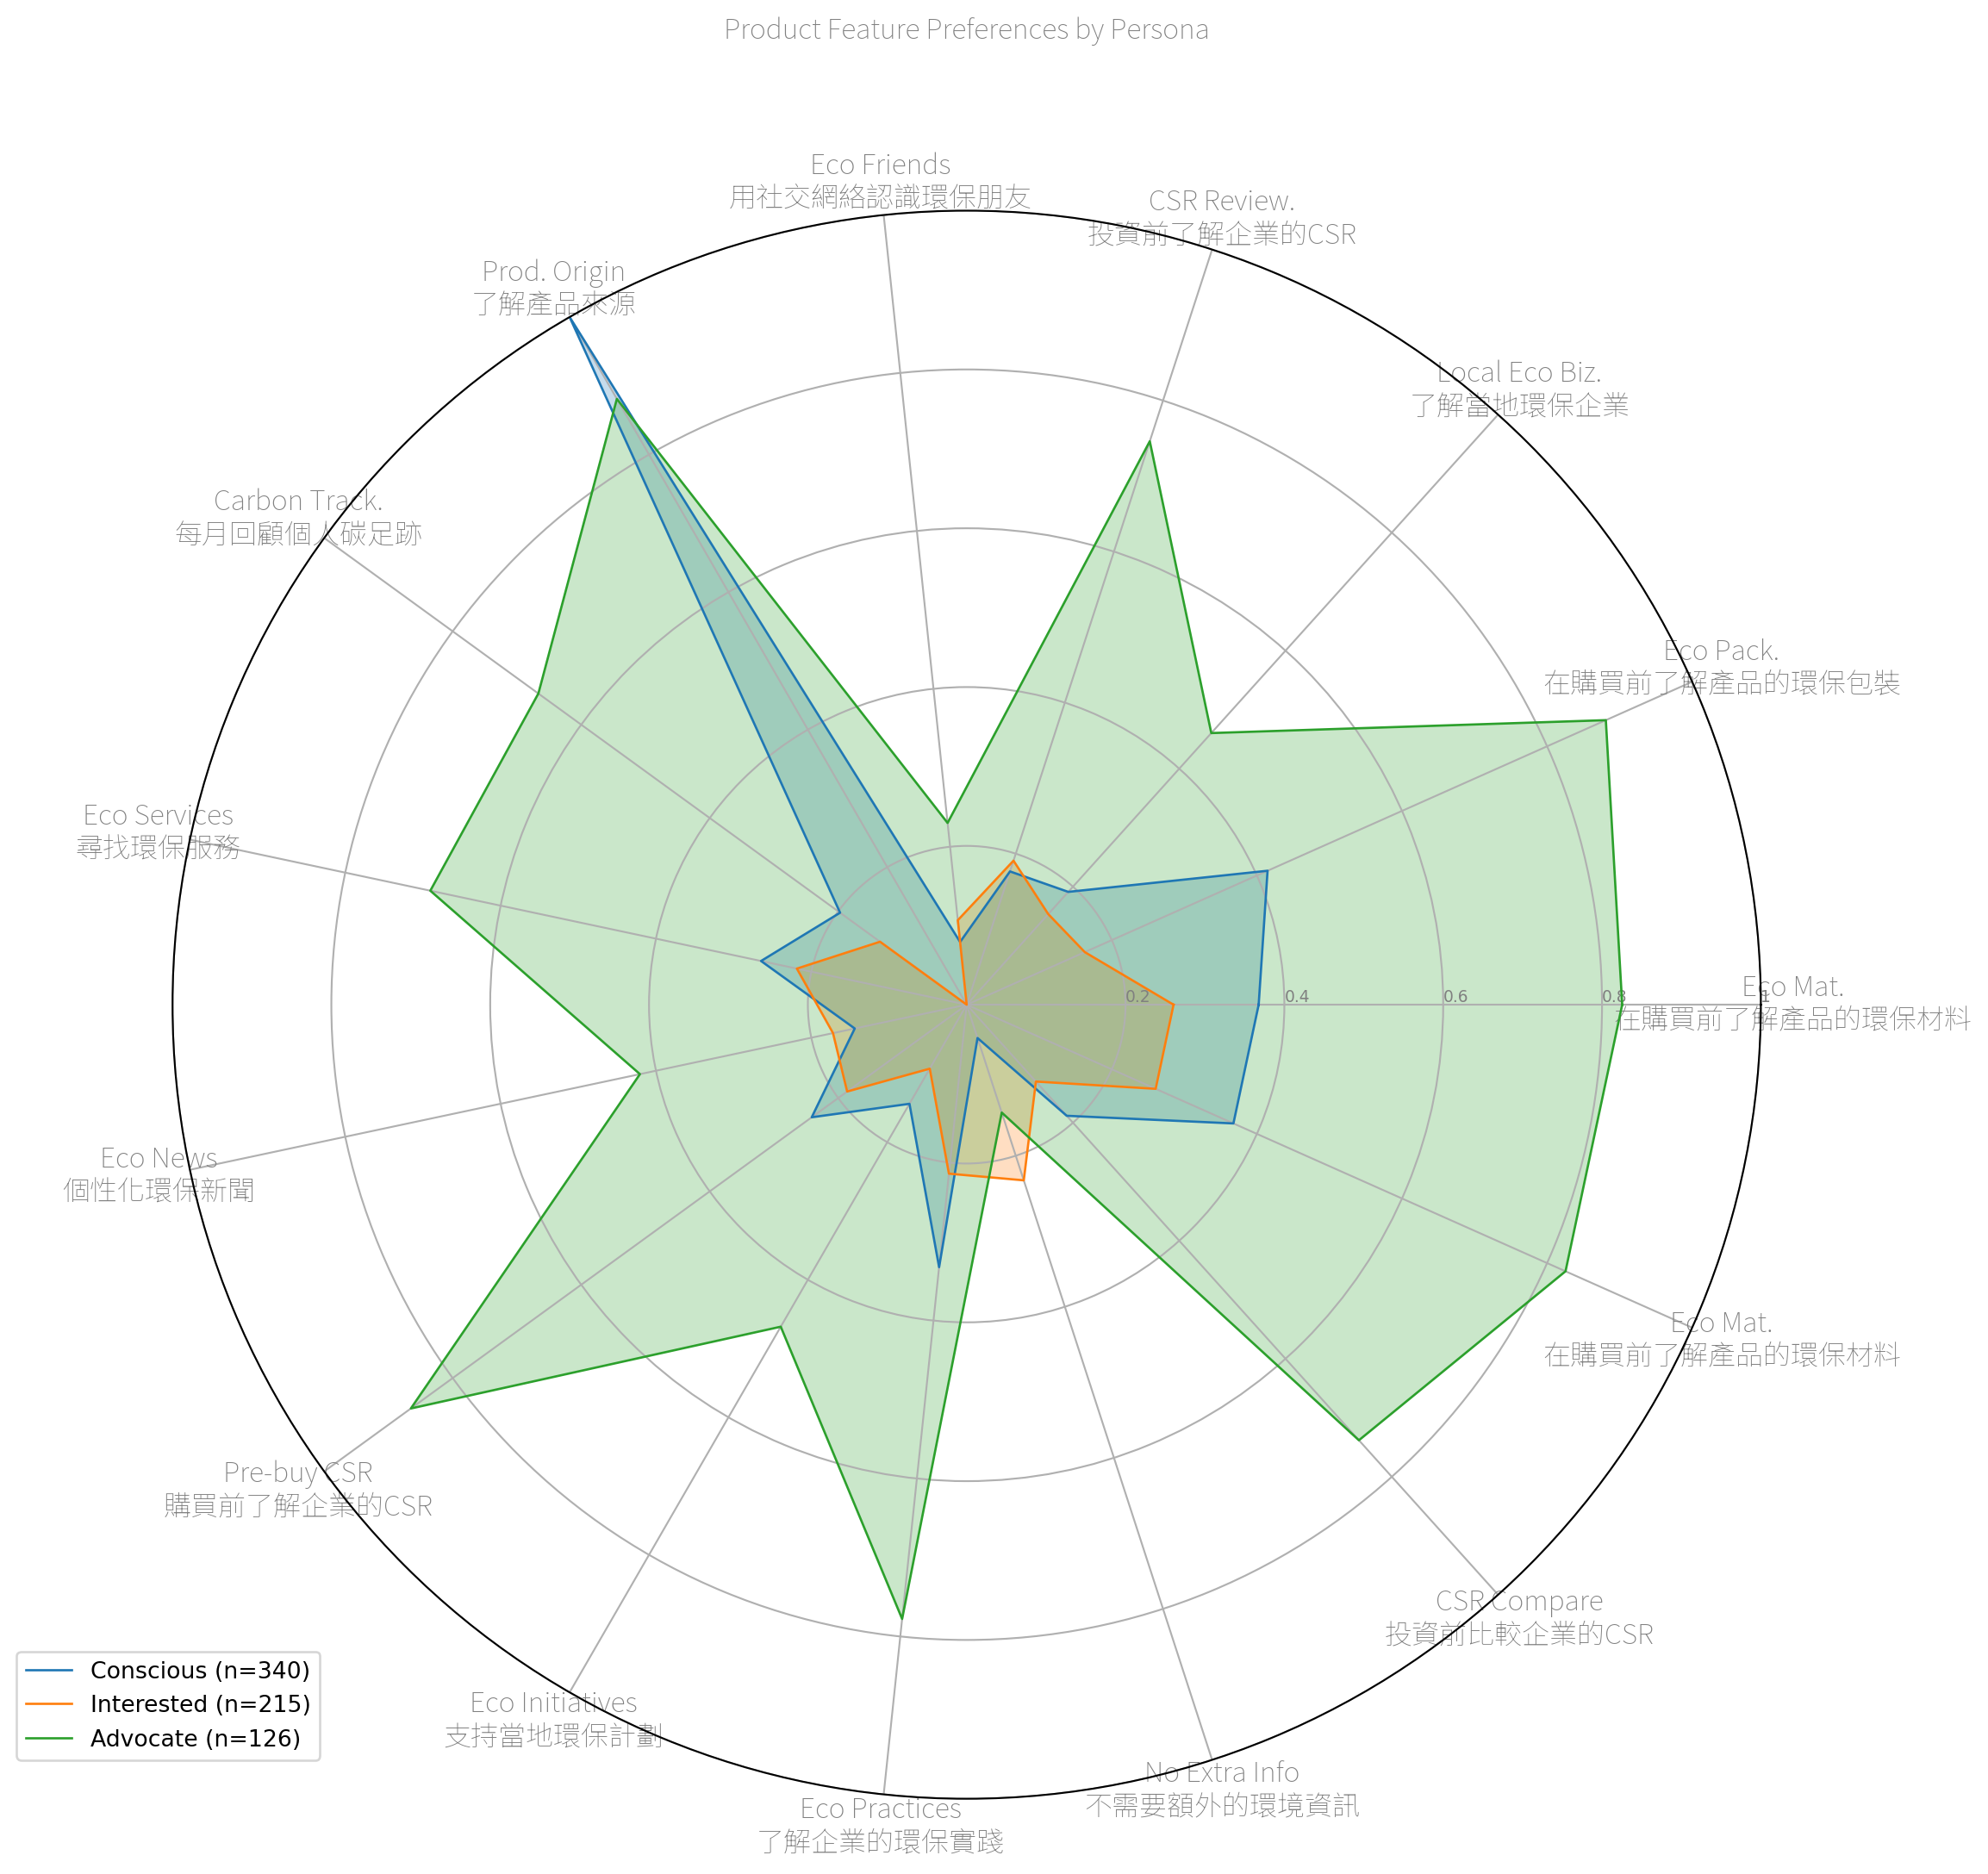 Product Feature Preferences by Persona
Eco Friends
用社交網絡認識環保朋友
CSR Review.
投資前了解企業的CSR
Prod. Origin
了解產品來源
Local Eco Biz.
了解當地環保企業
Carbon Track.
每月回顧個人碳足跡
Eco Pack.
在購買前了解產品的環保包裝
Eco Services
尋找環保服務
0.2
0.4
0.6
0.8
1
Eco Mat.
在購買前了解產品的環保材料
Eco News
個性化環保新聞
Eco Mat.
在購買前了解產品的環保材料
Pre-buy CSR
購買前了解企業的CSR
CSR Compare
投資前比較企業的CSR
Eco Initiatives
支持當地環保計劃
No Extra Info
不需要額外的環境資訊
Eco Practices
了解企業的環保實踐
Conscious (n=340)
Interested (n=215)
Advocate (n=126)